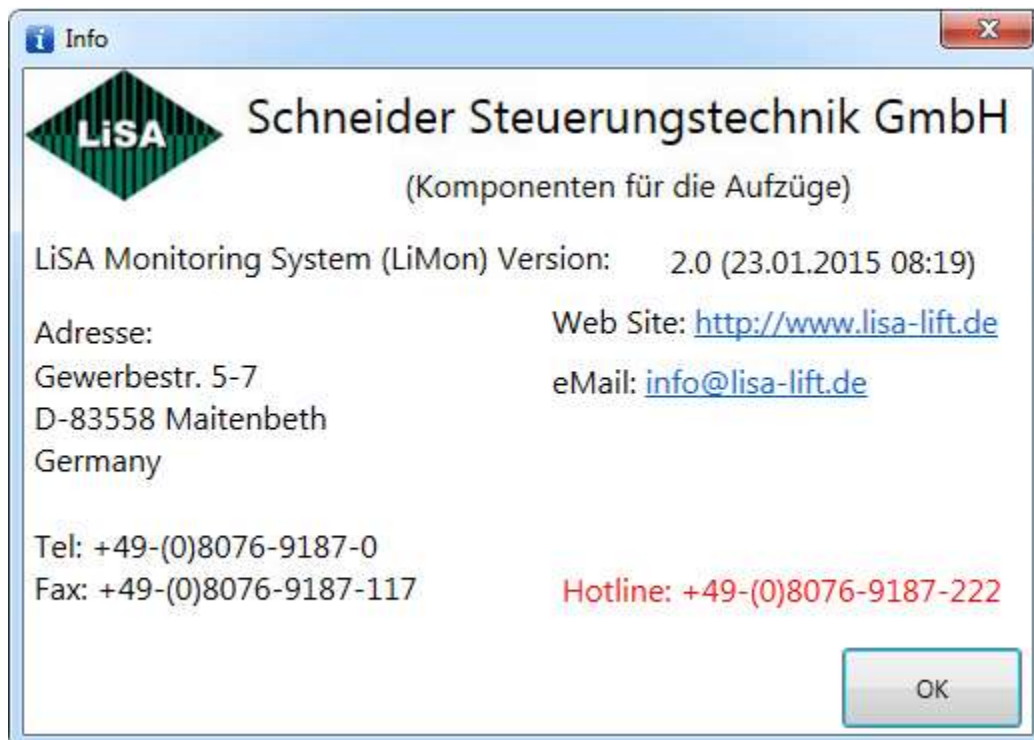 Info
LiSA
Schneider Steuerungstechnik GmbH
(Komponenten für die Aufzüge)
LiSA Monitoring System (LiMon) Version: 2.0 (23.01.2015 08:19)
Web Site: http://www.lisa-lift.de
eMail: info@lisa-lift.de
Adresse:
Gewerbestr. 5-7
D-83558 Maitenbeth
Germany
Tel: +49-(0)8076-9187-0
Fax: +49-(0)8076-9187-117
Hotline: +49-(0)8076-9187-222
OK